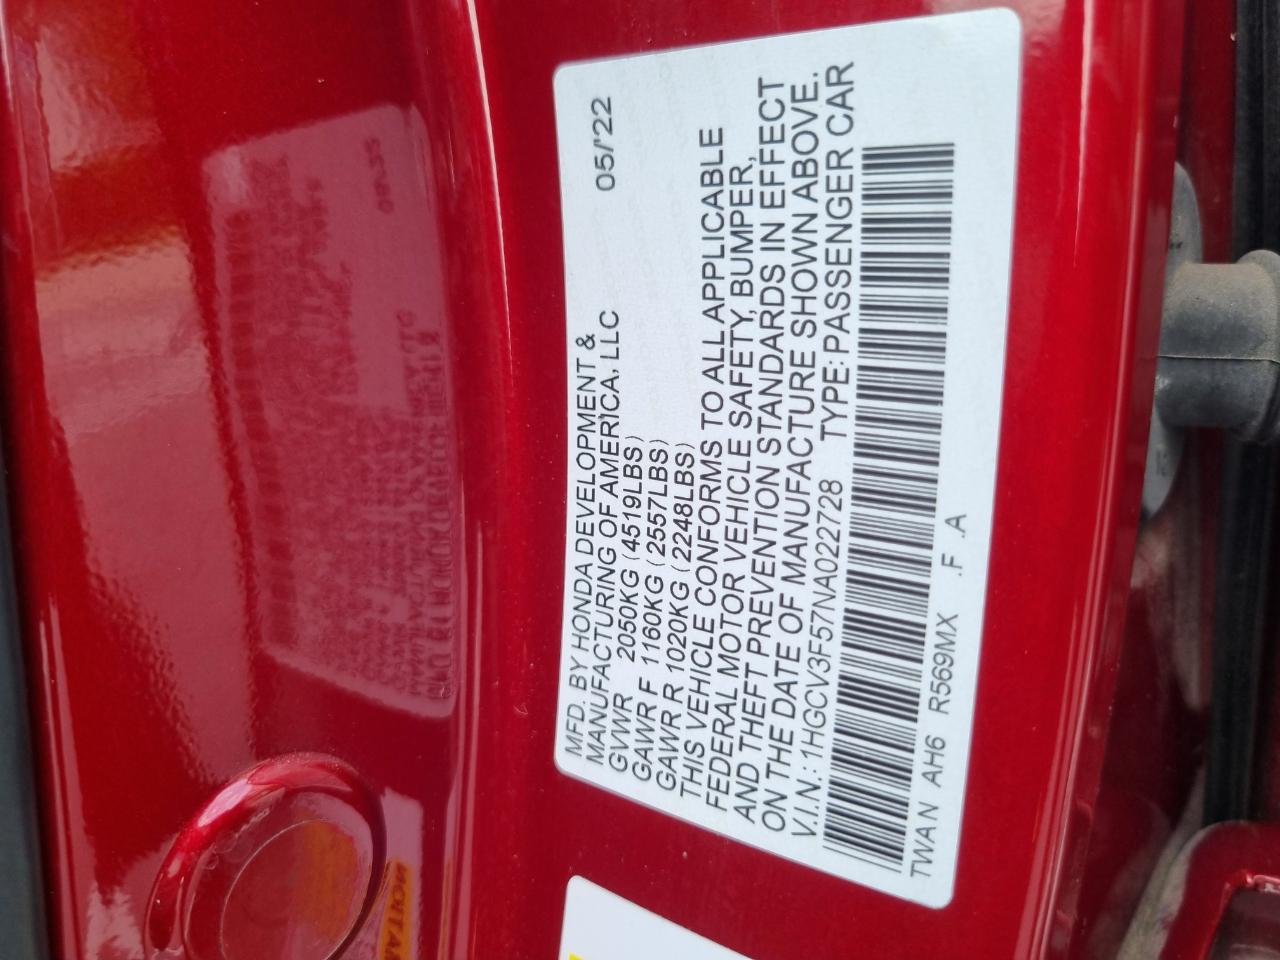 MFD. BY HONDA DEVELOPMENT &
MANUFACTURING OF AMERICA, LLC 05/'22
GVWR 2050KG (4519LBS)
GAWR F 1160KG (2557LBS)
GAWR R 1020KG (2248LBS)
THIS VEHICLE CONFORMS TO ALL APPLICABLE
FEDERAL MOTOR VEHICLE SAFETY, BUMPER,
AND THEFT PREVENTION STANDARDS IN EFFECT
ON THE DATE OF MANUFACTURE SHOWN ABOVE.
V.I.N.: 1HGCV3F57NA022728 TYPE: PASSENGER CAR
TWAN AH6 R569MX .F .A